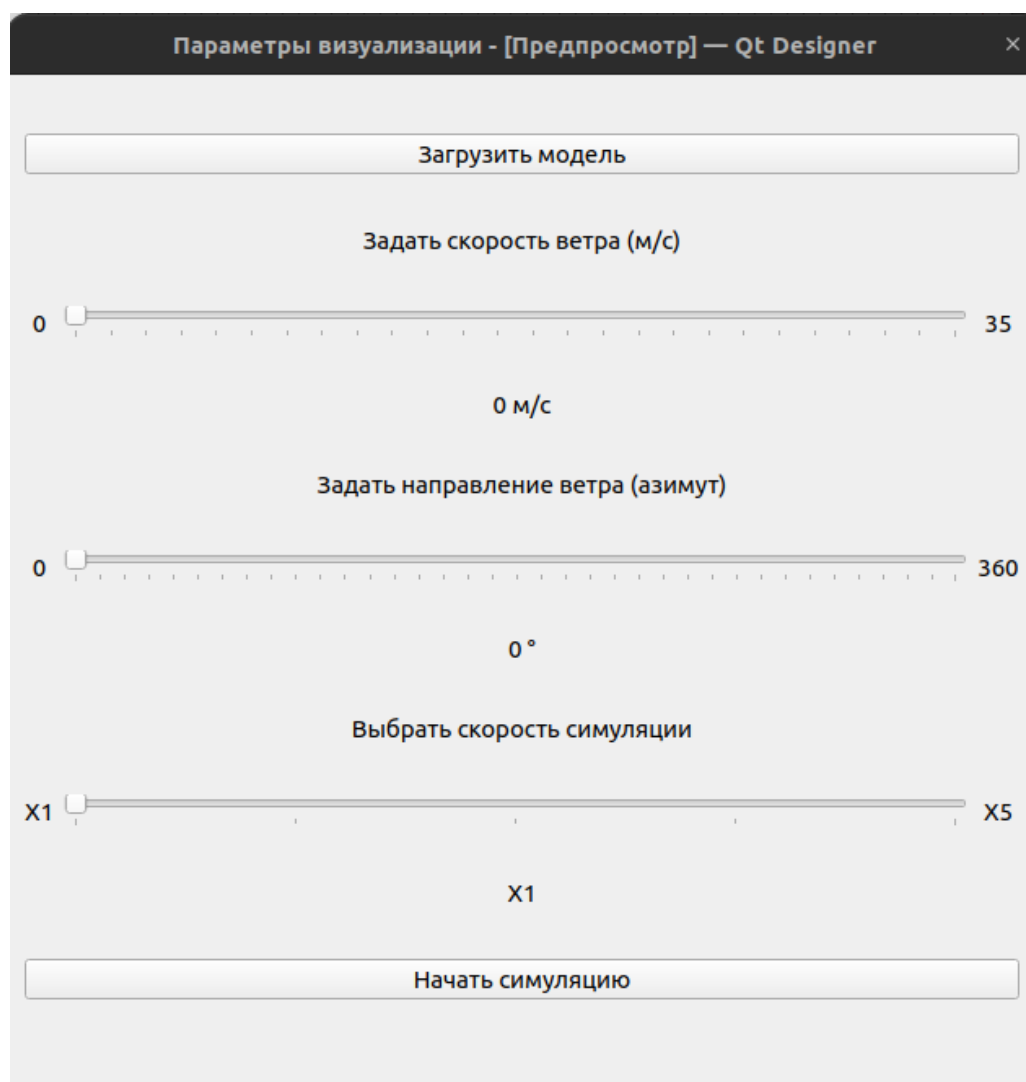 Параметры визуализации - [Предпросмотр] — Qt Designer ×
Загрузить модель
Задать скорость ветра (м/с)
0 35
0 м/с
Задать направление ветра (азимут)
0 360
0 °
Выбрать скорость симуляции
X1 X5
X1
Начать симуляцию